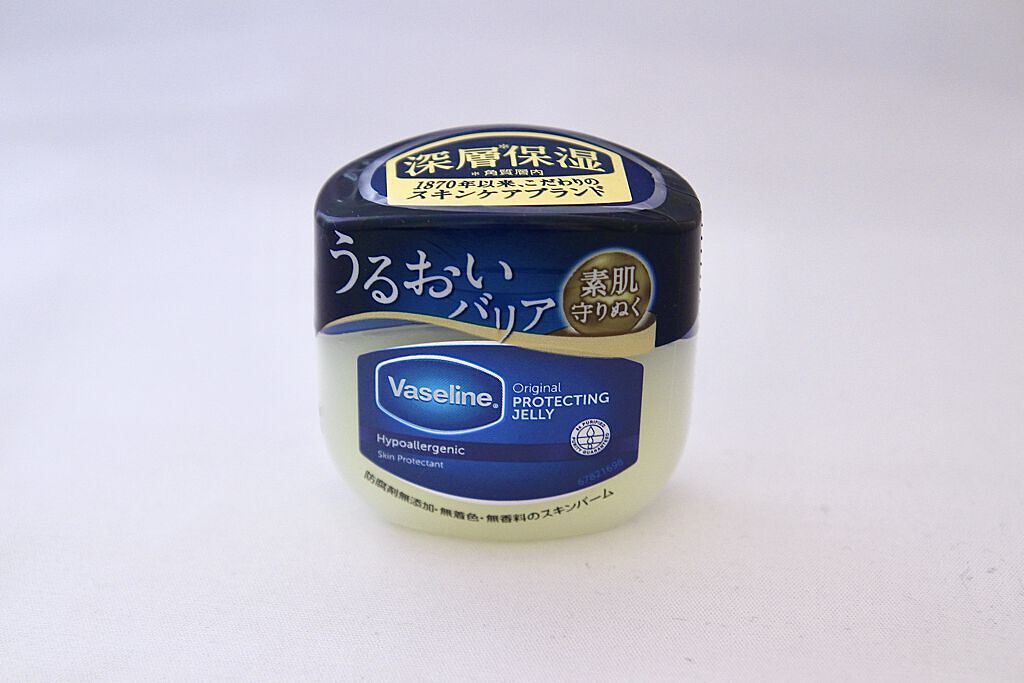 深層*保湿
*角質層内
1870年以来、こだわりの
スキンケアブランド
うるおい
バリア
素肌
守りぬく
Vaseline®
Original
PROTECTING
JELLY
Hypoallergenic
Skin Protectant
67821698
防腐剤無添加・無着色・無香料のスキンバーム